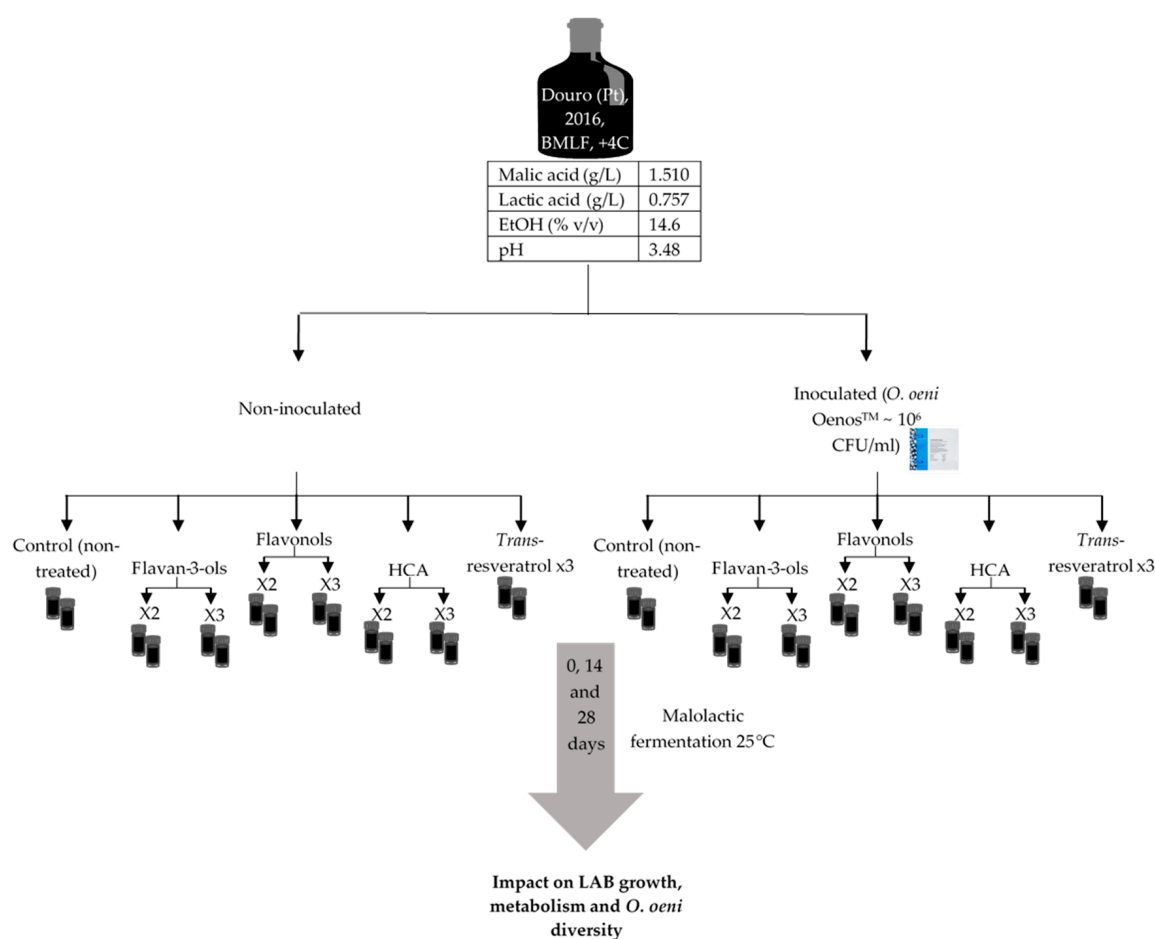 Douro (Pt),
2016,
BMLF, +4C
Malic acid (g/L) 1.510
Lactic acid (g/L) 0.757
EtOH (% v/v) 14.6
pH 3.48
Non-inoculated
Inoculated (O. oeni
Oenos™ ~ 10⁶
CFU/ml)
Control (non-
treated)
Flavan-3-ols
X2 X3
Flavonols
X2 X3
HCA
X2 X3
Trans-
resveratrol x3
Control (non-
treated)
Flavan-3-ols
X2 X3
Flavonols
X2 X3
HCA
X2 X3
Trans-
resveratrol x3
0, 14
and
28
days
Malolactic
fermentation 25°C
Impact on LAB growth,
metabolism and O. oeni
diversity